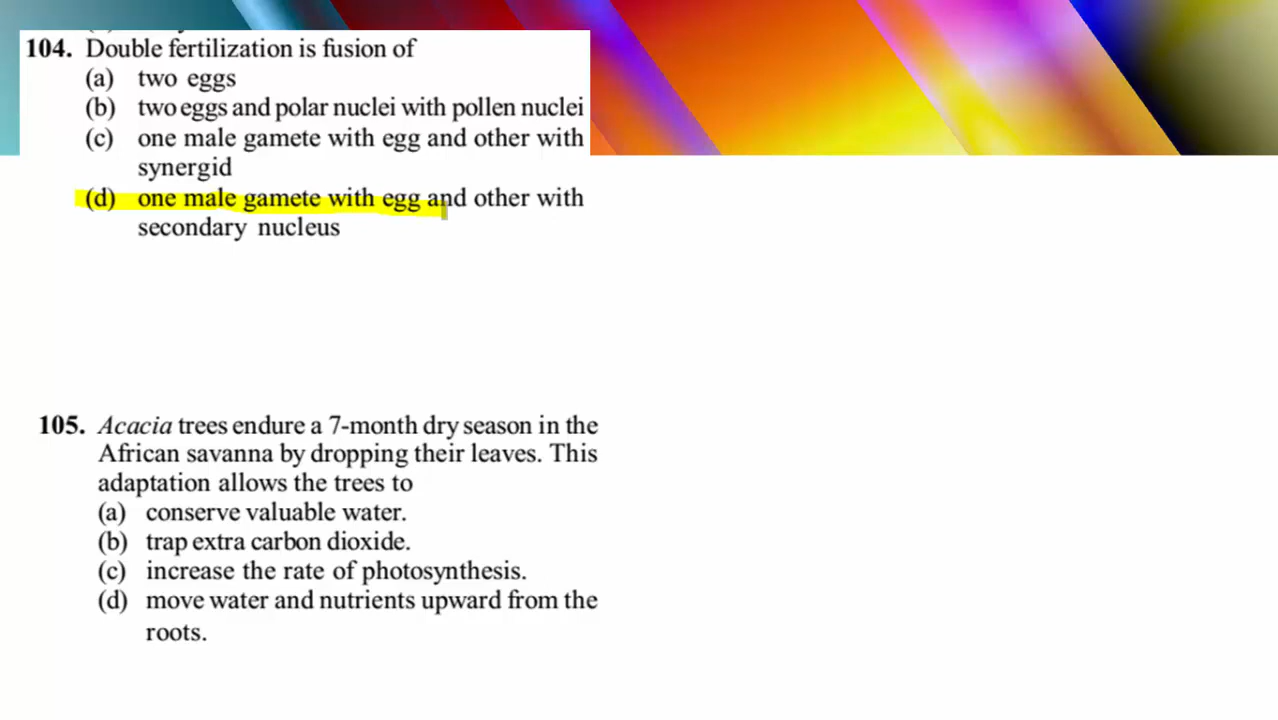 104. Double fertilization is fusion of
(a) two eggs
(b) two eggs and polar nuclei with pollen nuclei
(c) one male gamete with egg and other with
synergid
(d) one male gamete with egg and other with
secondary nucleus
105. Acacia trees endure a 7-month dry season in the
African savanna by dropping their leaves. This
adaptation allows the trees to
(a) conserve valuable water.
(b) trap extra carbon dioxide.
(c) increase the rate of photosynthesis.
(d) move water and nutrients upward from the
roots.